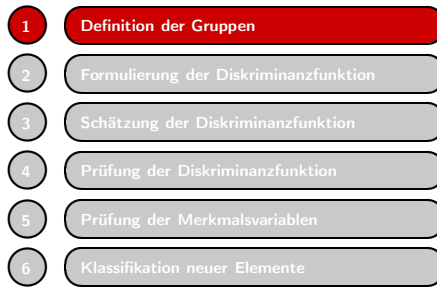 1 Definition der Gruppen
2 Formulierung der Diskriminanzfunktion
3 Schätzung der Diskriminanzfunktion
4 Prüfung der Diskriminanzfunktion
5 Prüfung der Merkmalsvariablen
6 Klassifikation neuer Elemente